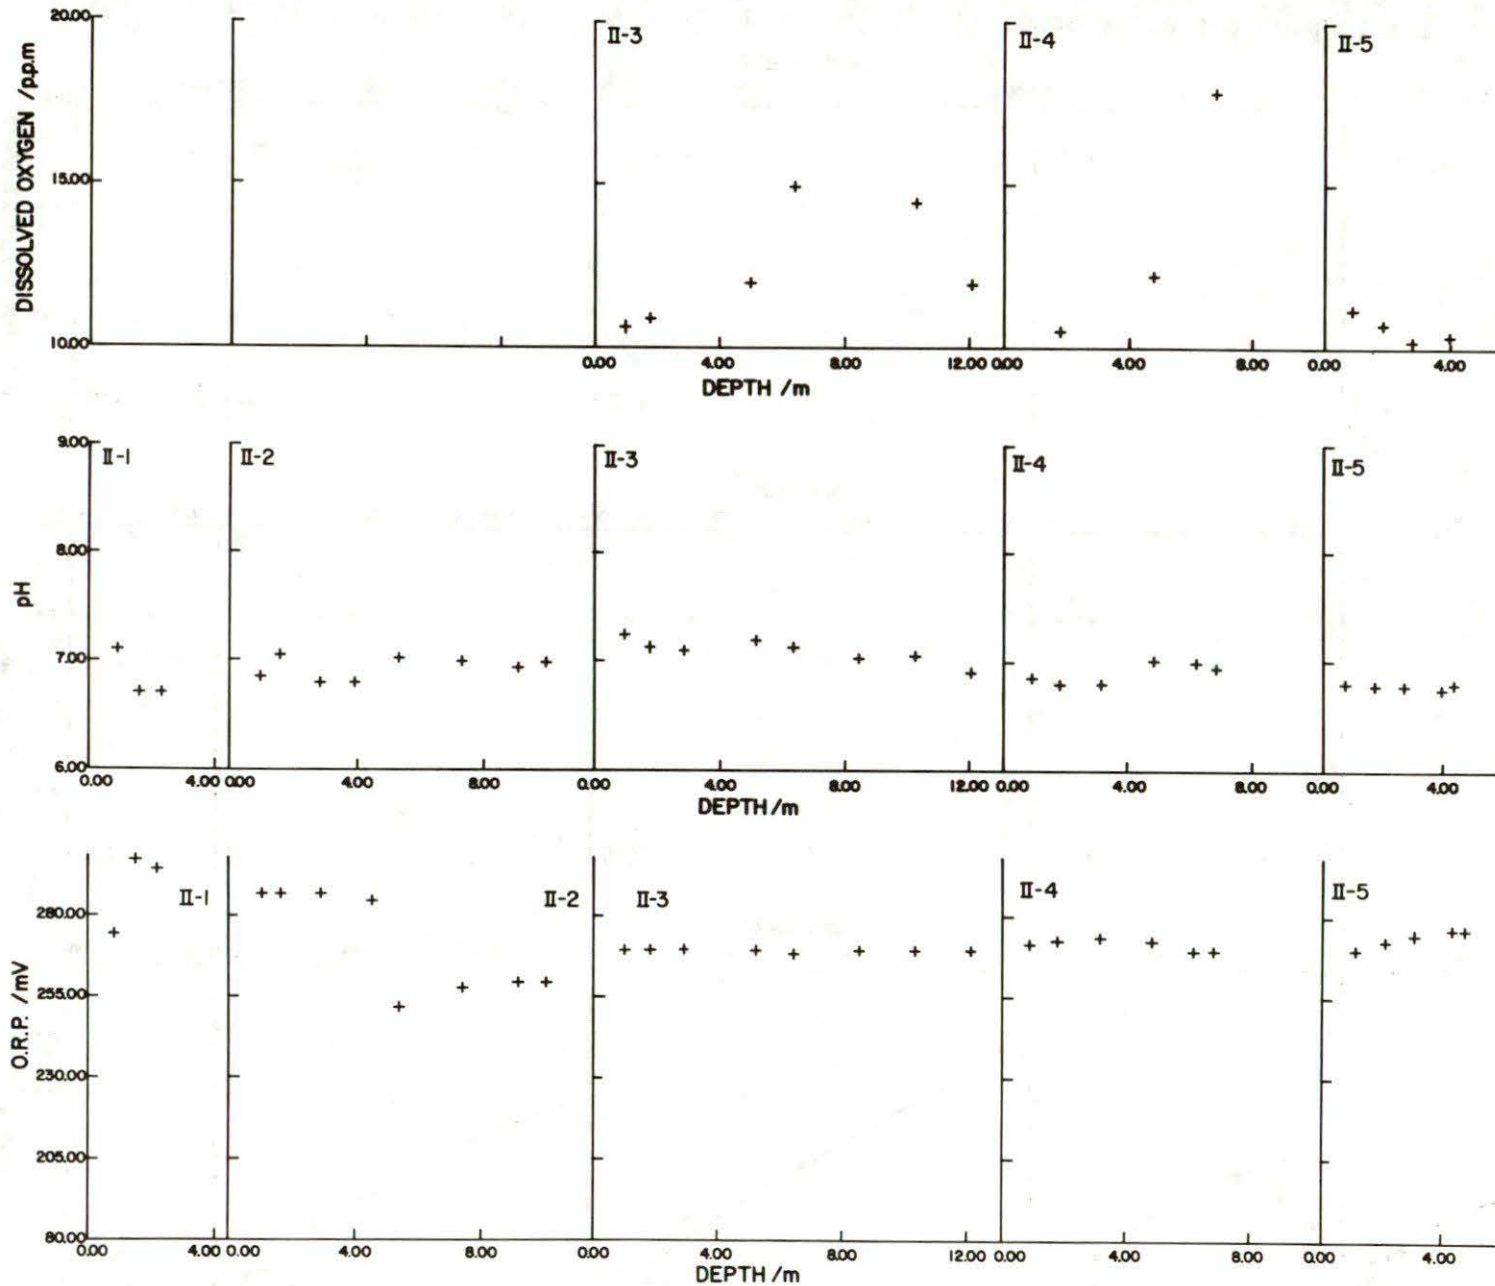 20.00
II-3
II-4
II-5
DISSOLVED OXYGEN /p.p.m
15.00
10.00
0.00 4.00 8.00 12.00 0.00 4.00 8.00 0.00 4.00
DEPTH /m
9.00
II-1
II-2
II-3
II-4
II-5
8.00
pH
7.00
6.00
0.00 4.00 0.00 4.00 8.00 0.00 4.00 8.00 12.00 0.00 4.00 8.00 0.00 4.00
DEPTH /m
II-1
II-2
II-3
II-4
II-5
280.00
255.00
O.R.P. /mV
230.00
205.00
80.00
0.00 4.00 0.00 4.00 8.00 0.00 4.00 8.00 12.00 0.00 4.00 8.00 0.00 4.00
DEPTH /m